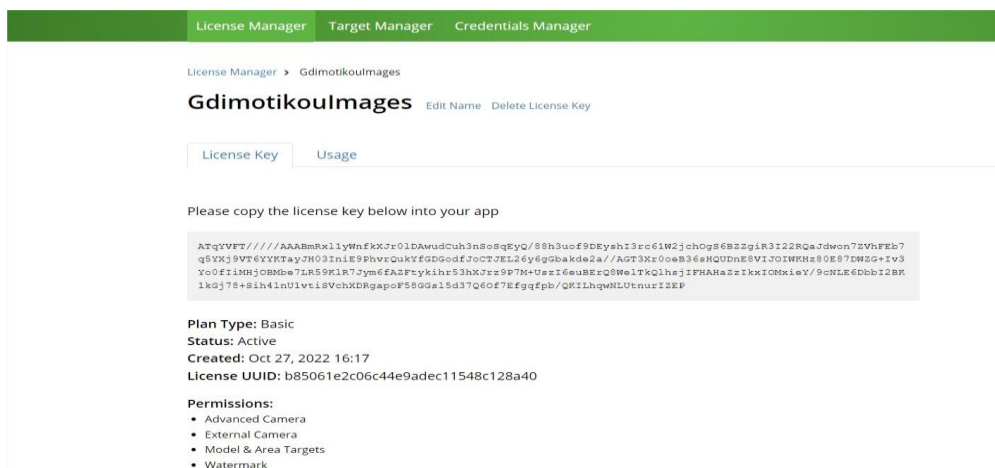 License Manager Target Manager Credentials Manager
License Manager > GdimotikouImages
GdimotikouImages Edit Name Delete License Key
License Key Usage
Please copy the license key below into your app
Plan Type: Basic
Status: Active
Created: Oct 27, 2022 16:17
License UUID: b85061e2c06c44e9adec11548c128a40
Permissions:
• Advanced Camera
• External Camera
• Model & Area Targets
• Watermark